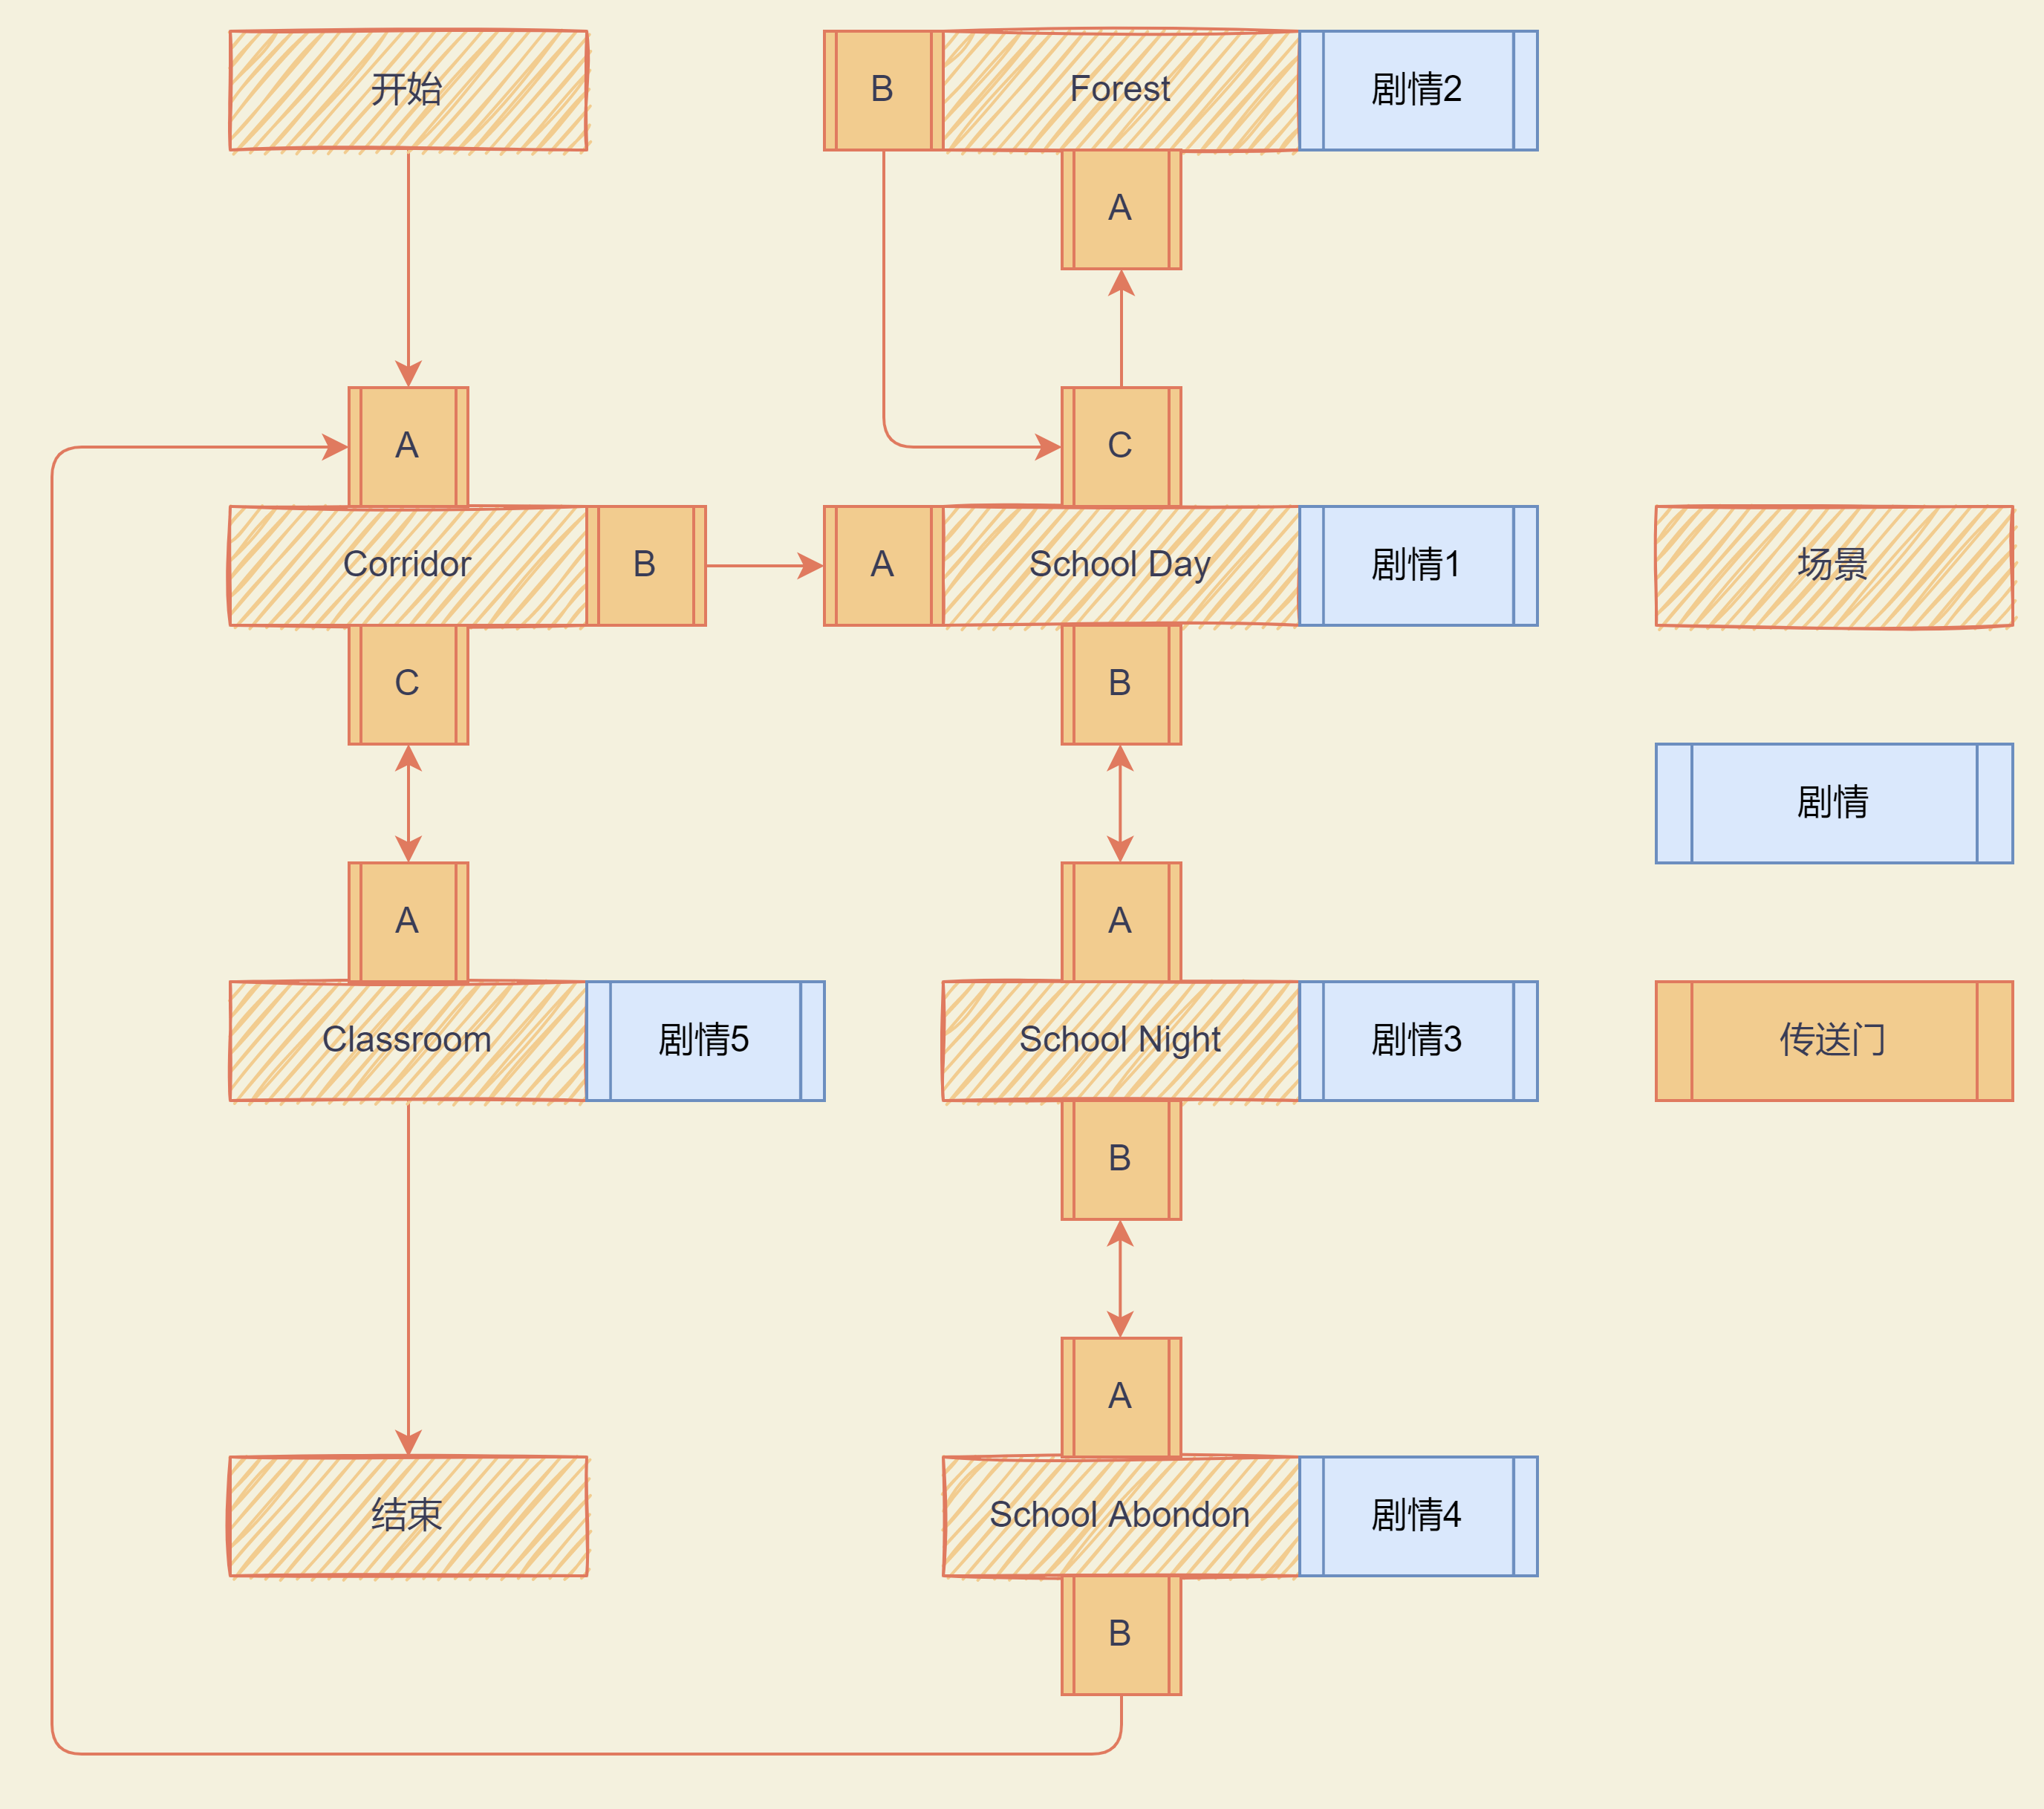 开始
B
Forest
剧情2
A
A
C
Corridor
B
A
School Day
剧情1
场景
C
B
剧情
A
A
Classroom
剧情5
School Night
剧情3
传送门
B
A
结束
School Abondon
剧情4
B